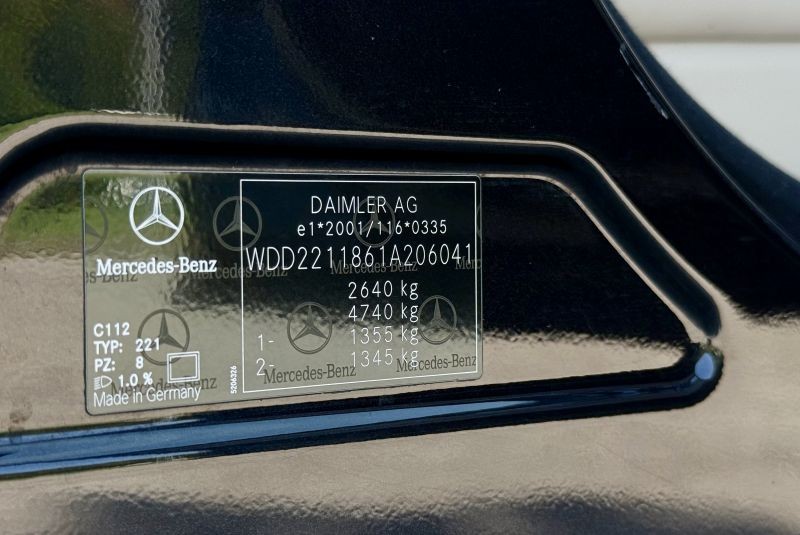 Mercedes-Benz
C112
TYP: 221
PZ: 8
1.0 %
Made in Germany
5206326
DAIMLER AG
e1*2001/116*0335
WDD2211861A206041
2640 kg
4740 kg
1- 1355 kg
2- 1345 kg
Mercedes-Benz
Mercedes-Benz
Mercedes-Benz